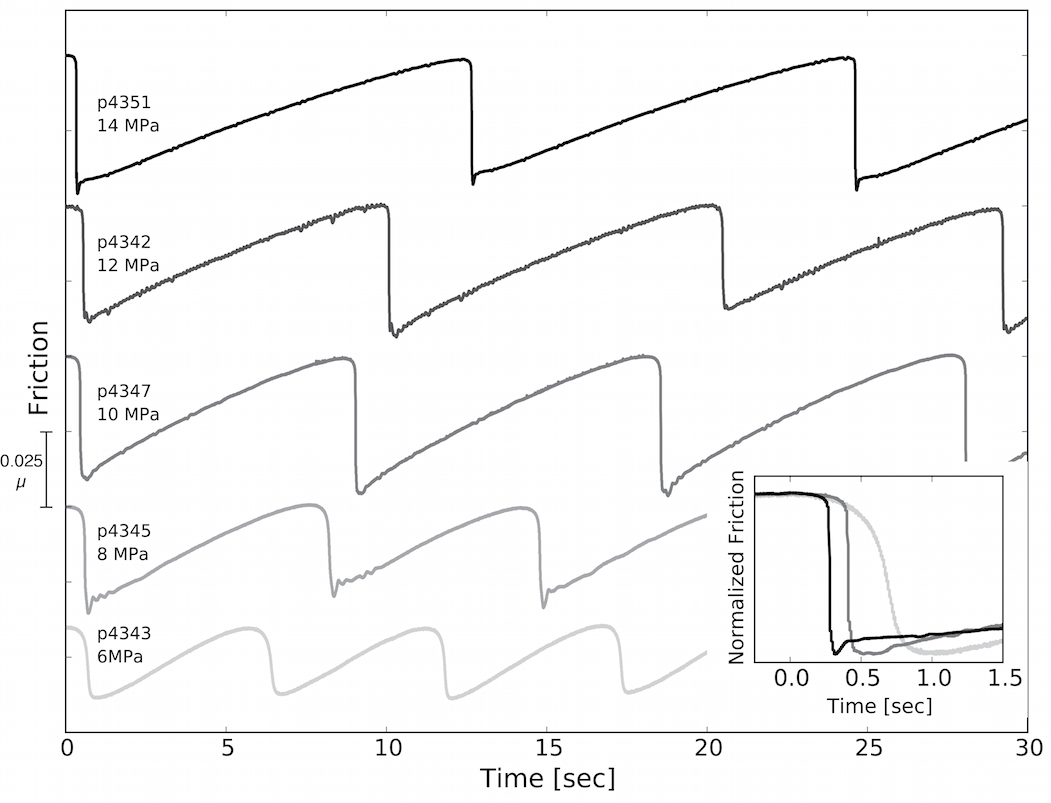 p4351
14 MPa
p4342
12 MPa
Friction
p4347
10 MPa
0.025
μ
p4345
8 MPa
p4343
6MPa
Normalized Friction
0.0 0.5 1.0 1.5
Time [sec]
0 5 10 15 20 25 30
Time [sec]